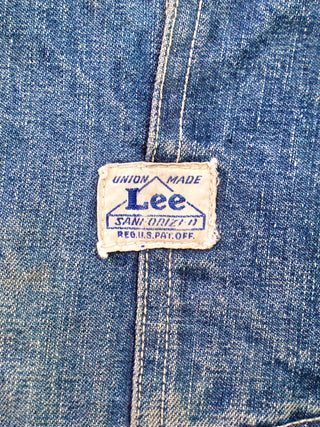 UNION MADE
Lee
SANFORIZED
REG. U.S. PAT. OFF.